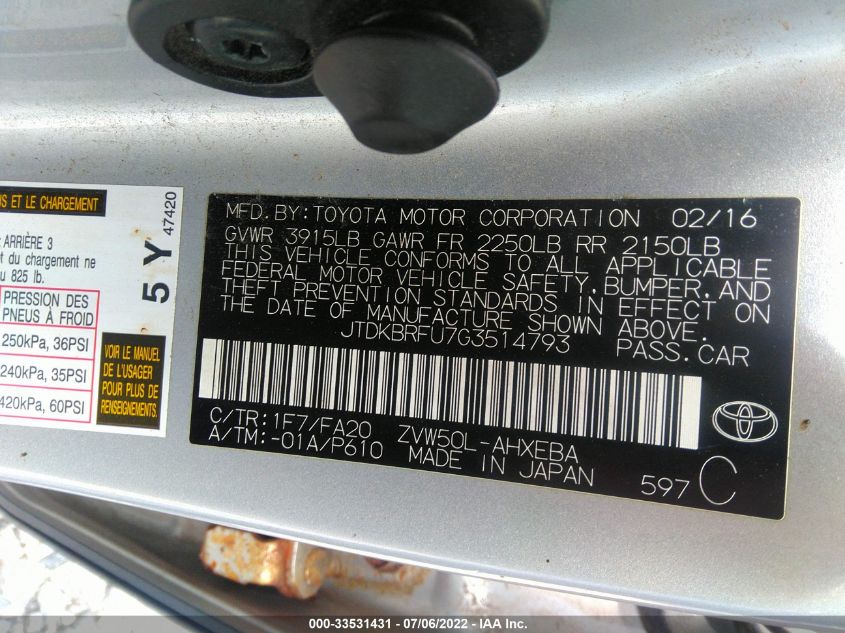 S ET LE CHARGEMENT
: ARRIÈRE 3
t du chargement ne
u 825 lb.
PRESSION DES
PNEUS À FROID
250kPa, 36PSI
240kPa, 35PSI
420kPa, 60PSI
5 Y
47420
VOIR LE MANUEL
DE L'USAGER
POUR PLUS DE
RENSEIGNEMENTS.
MFD. BY: TOYOTA MOTOR CORPORATION 02/16
GVWR 3915LB GAWR FR 2250LB RR 2150LB
THIS VEHICLE CONFORMS TO ALL APPLICABLE
FEDERAL MOTOR VEHICLE SAFETY, BUMPER, AND
THEFT PREVENTION STANDARDS IN EFFECT ON
THE DATE OF MANUFACTURE SHOWN ABOVE.
JTDKBRFU7G3514793 PASS. CAR
C/TR: 1F7/FA20 ZVW50L-AHXEBA
A/TM: -01A/P610 MADE IN JAPAN
597 C
000-33531431 - 07/06/2022 - IAA Inc.